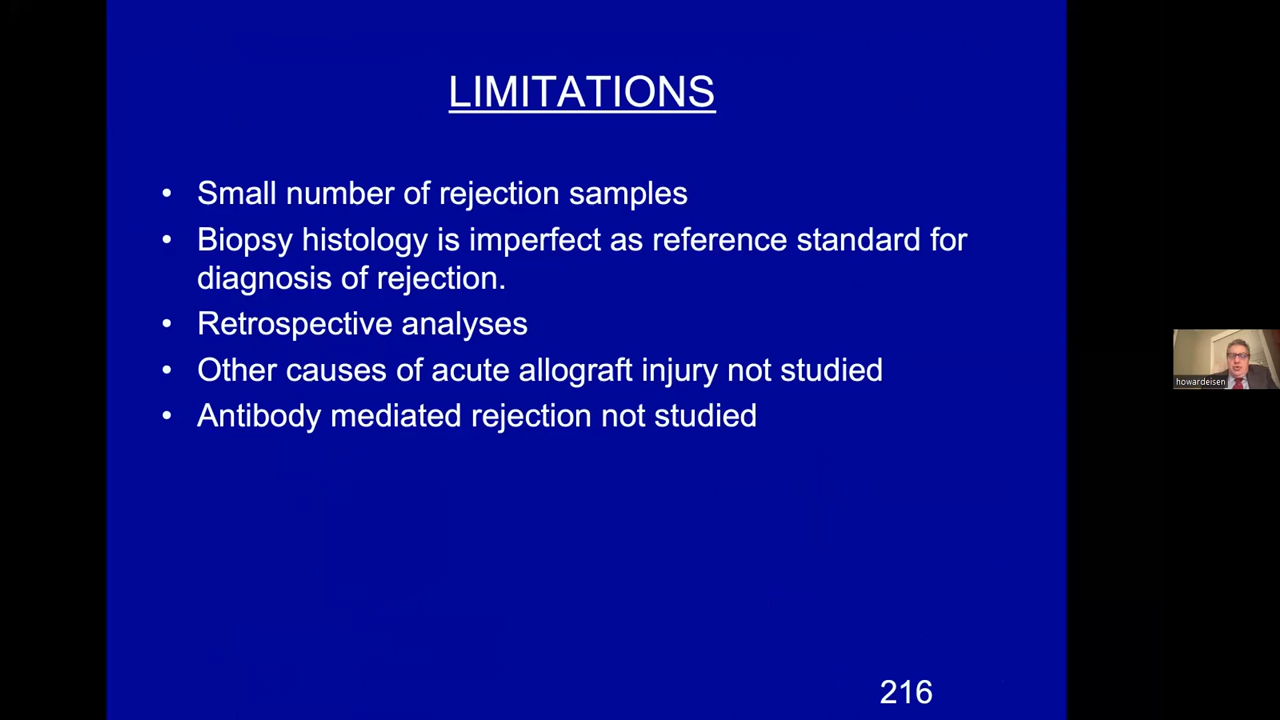 LIMITATIONS
• Small number of rejection samples
• Biopsy histology is imperfect as reference standard for
diagnosis of rejection.
• Retrospective analyses
• Other causes of acute allograft injury not studied
• Antibody mediated rejection not studied
howardeisen
216